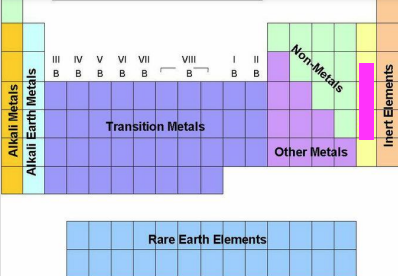 III IV V VI VII VIII I II
B B B B B B B B
Non-Metals
Alkali Metals
Alkali Earth Metals
Transition Metals
Other Metals
Inert Elements
Rare Earth Elements